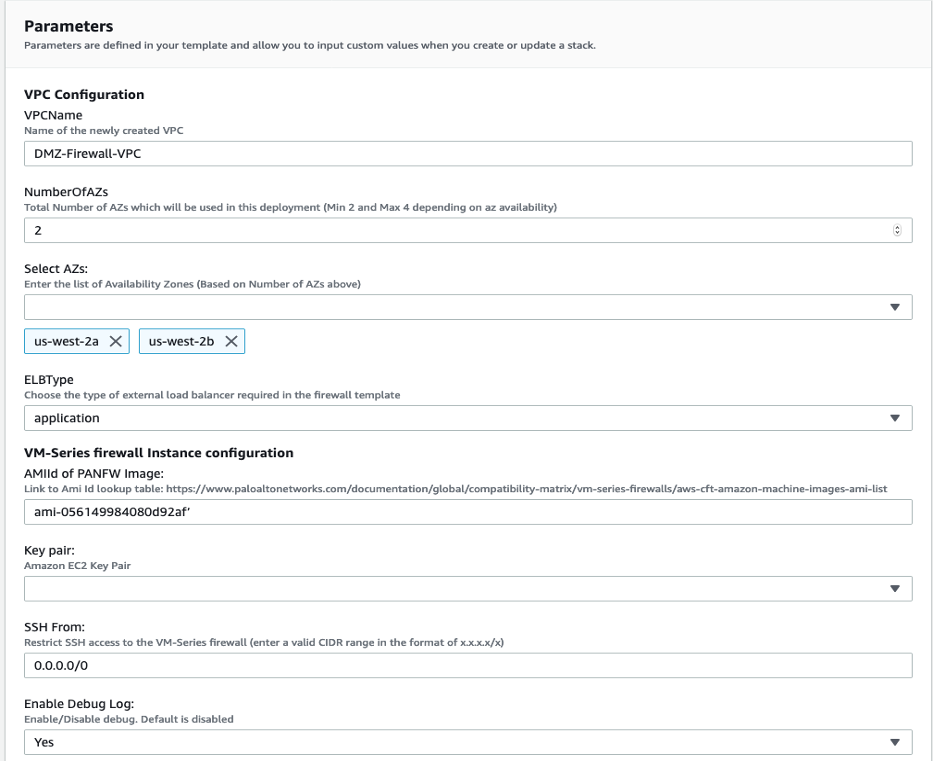 Parameters
Parameters are defined in your template and allow you to input custom values when you create or update a stack.
VPC Configuration
VPCName
Name of the newly created VPC
DMZ-Firewall-VPC
NumberOfAZs
Total Number of AZs which will be used in this deployment (Min 2 and Max 4 depending on az availability)
2
Select AZs:
Enter the list of Availability Zones (Based on Number of AZs above)
us-west-2a us-west-2b
ELBType
Choose the type of external load balancer required in the firewall template
application
VM-Series firewall Instance configuration
AMIId of PANFW Image:
Link to Ami Id lookup table: https://www.paloaltonetworks.com/documentation/global/compatibility-matrix/vm-series-firewalls/aws-cft-amazon-machine-images-ami-list
ami-056149984080d92af’
Key pair:
Amazon EC2 Key Pair
SSH From:
Restrict SSH access to the VM-Series firewall (enter a valid CIDR range in the format of x.x.x.x/x)
0.0.0.0/0
Enable Debug Log:
Enable/Disable debug. Default is disabled
Yes